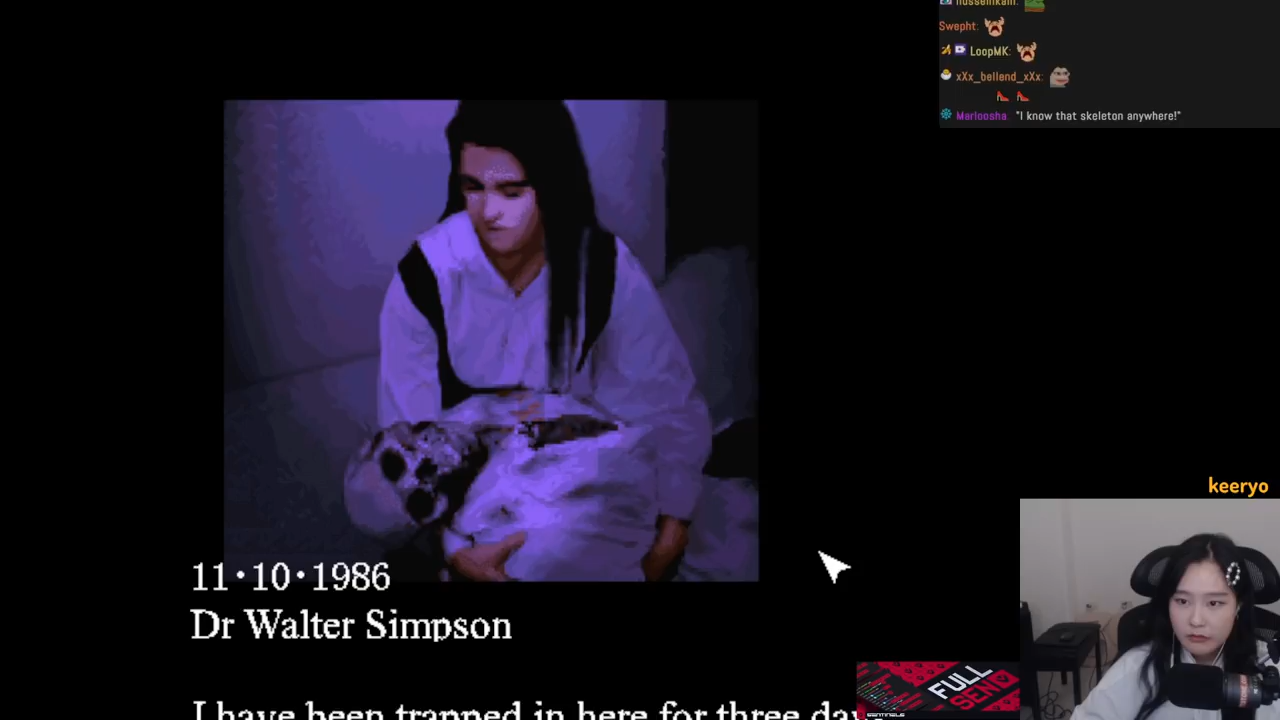 Swepht:
LoopMK:
xXx_bellend_xXx:
Marloosha: "I know that skeleton anywhere!"
keeryo
11•10•1986
Dr Walter Simpson
FULL
SEND
I have been trapped in here for three